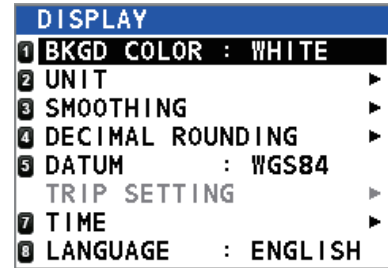 DISPLAY
1 BKGD COLOR : WHITE
2 UNIT ▶
3 SMOOTHING ▶
4 DECIMAL ROUNDING ▶
5 DATUM : WGS84
TRIP SETTING ▶
7 TIME ▶
8 LANGUAGE : ENGLISH